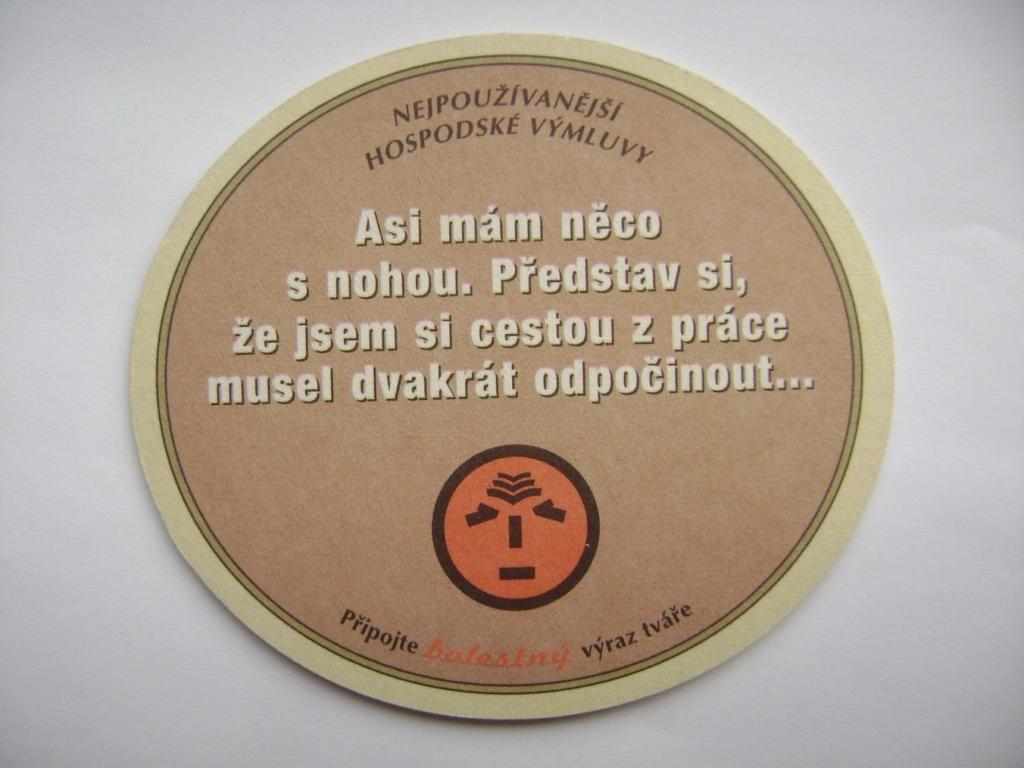 NEJPOUŽÍVANĚJŠÍ
HOSPODSKÉ VÝMLUVY
Asi mám něco
s nohou. Představ si,
že jsem si cestou z práce
musel dvakrát odpočinout...
Připojte bolestný výraz tváře